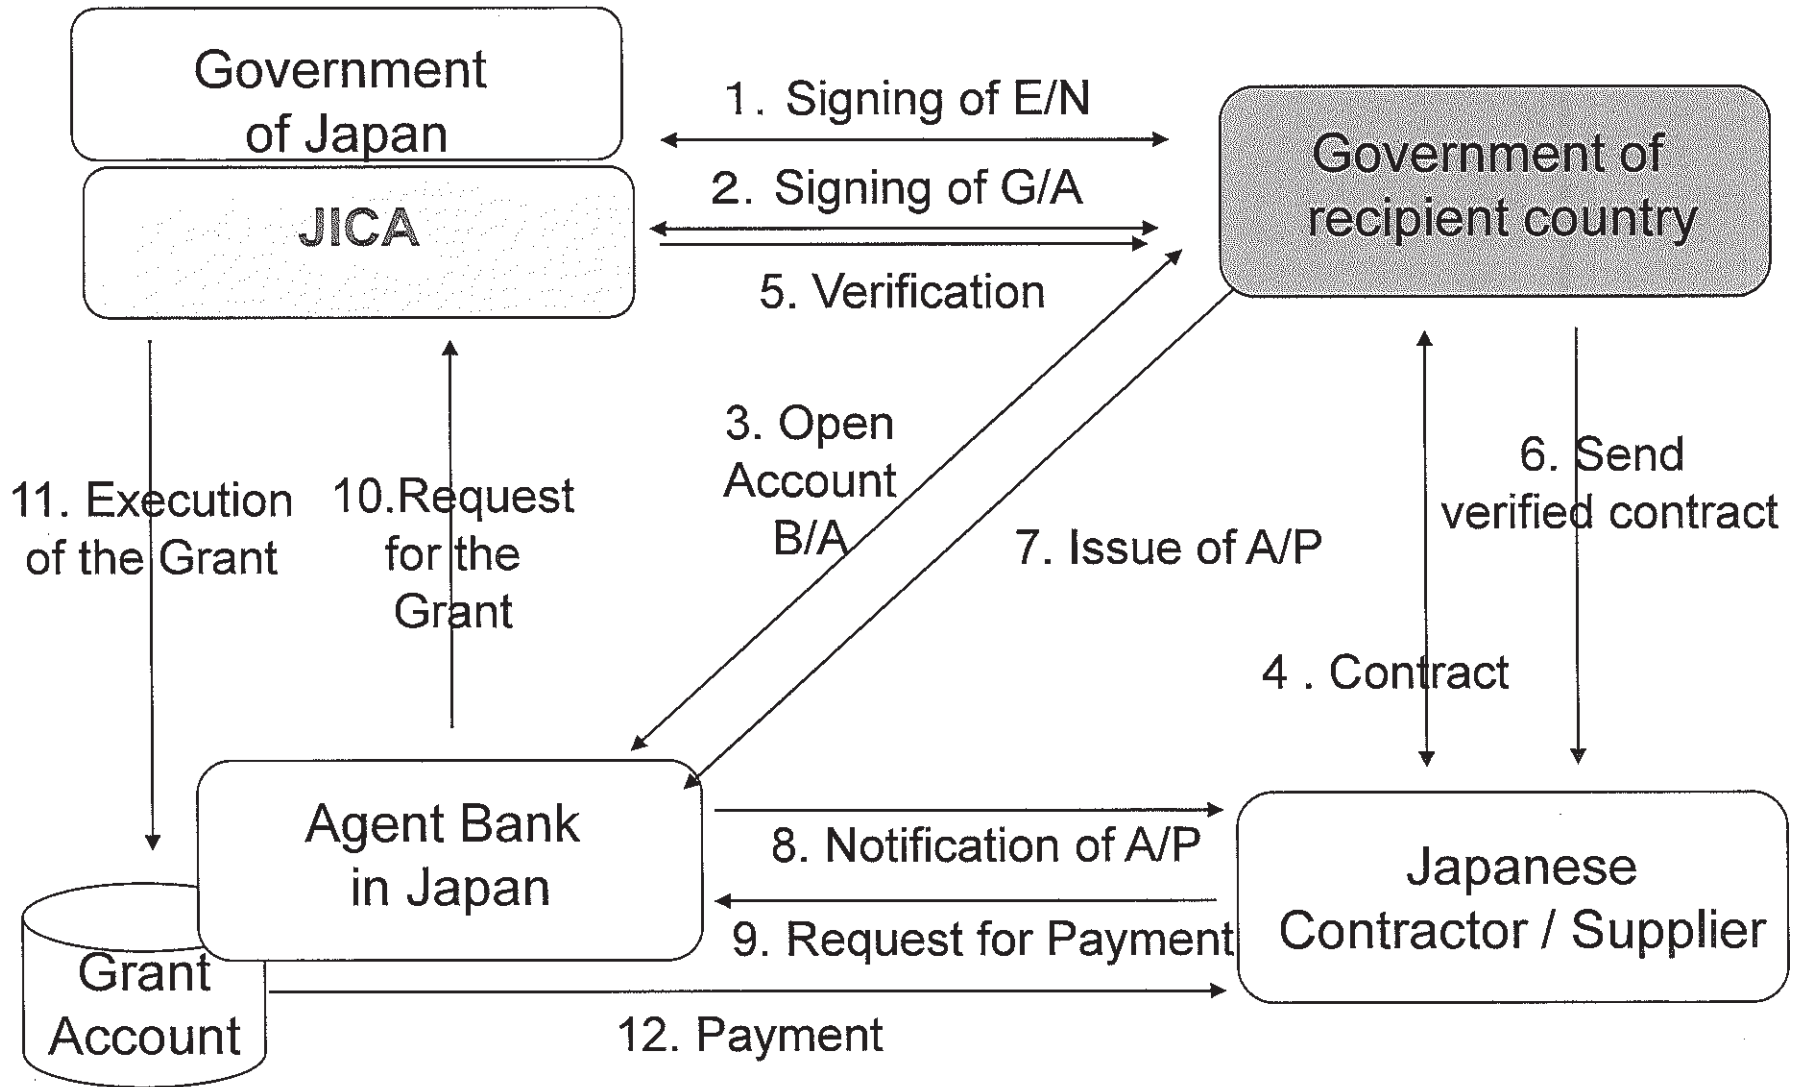 Government
of Japan
1. Signing of E/N
Government of
recipient country
2. Signing of G/A
JICA
5. Verification
3. Open
Account
B/A
6. Send
verified contract
11. Execution
of the Grant
10.Request
for the
Grant
7. Issue of A/P
4 . Contract
Agent Bank
in Japan
8. Notification of A/P
Japanese
Contractor / Supplier
9. Request for Payment
Grant
Account
12. Payment